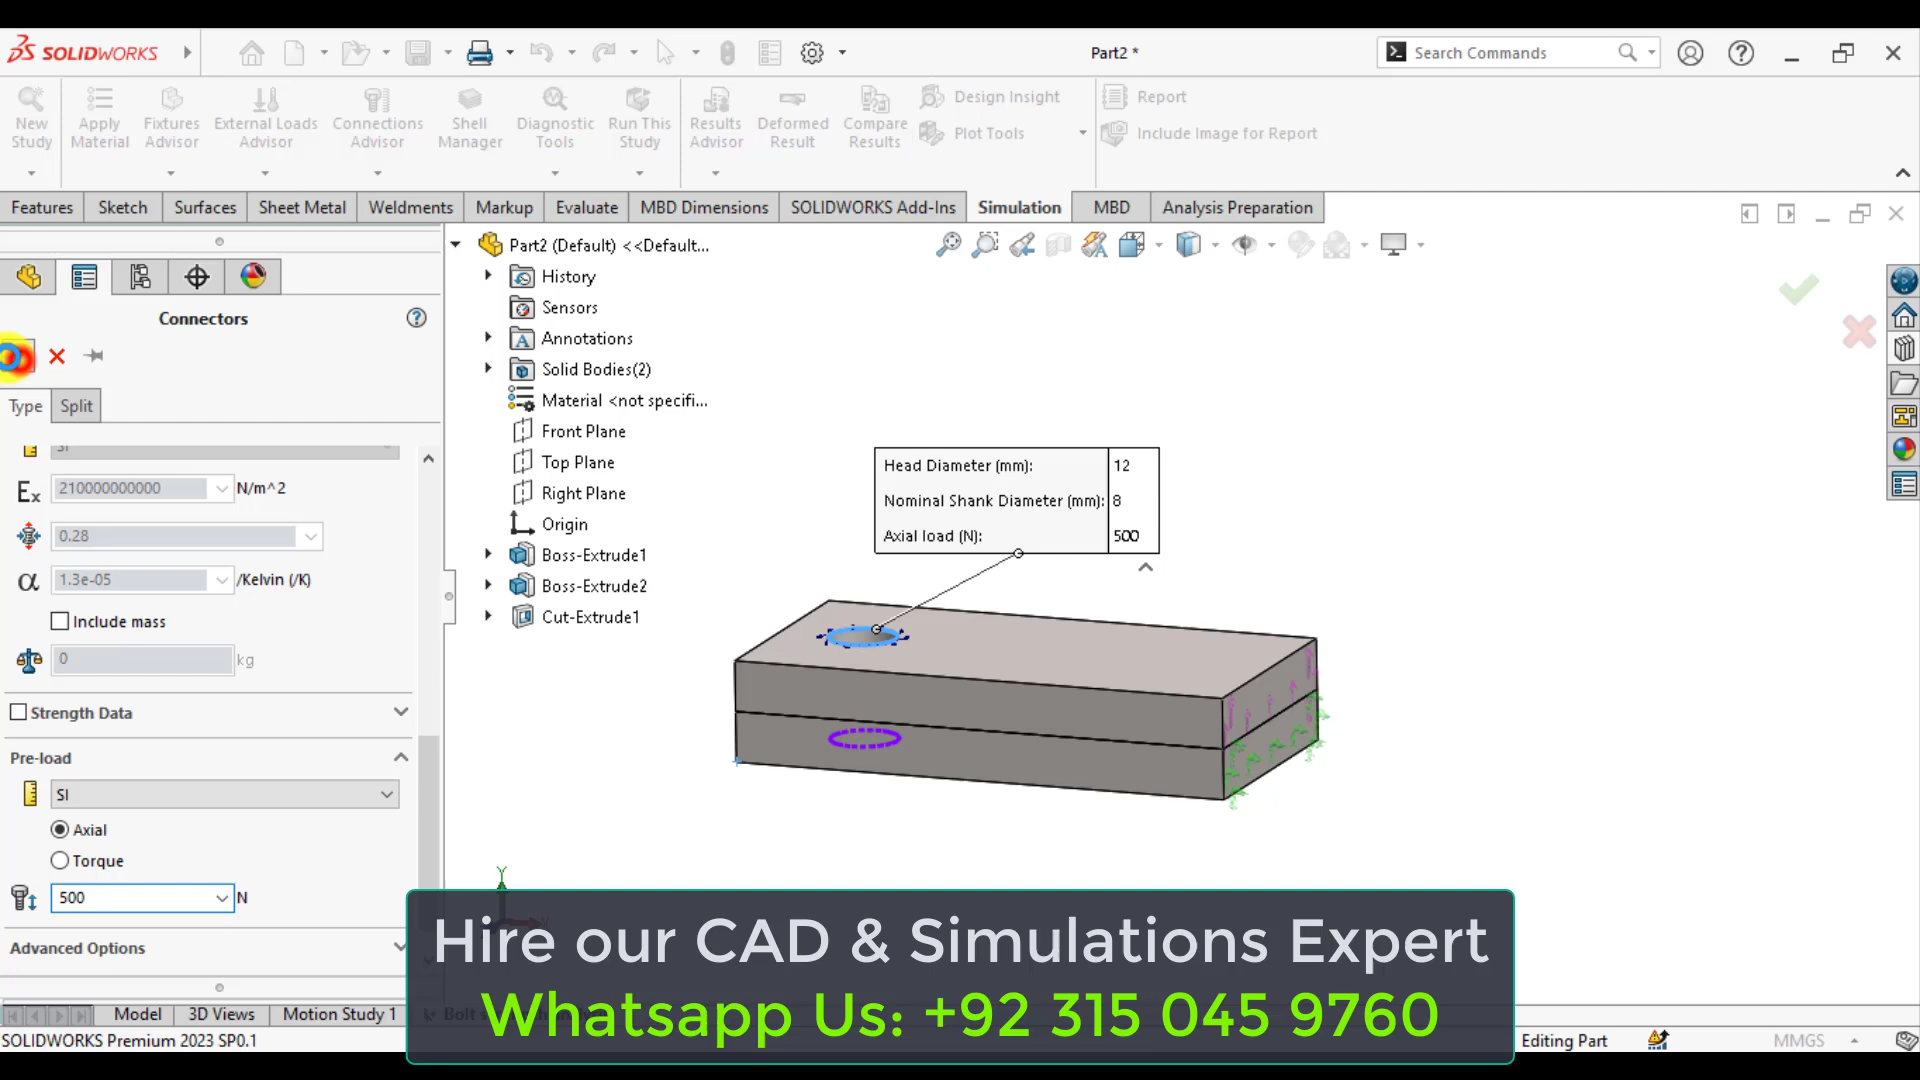 SOLIDWORKS
Part2 *
Search Commands
New Study
Apply Material
Fixtures Advisor
External Loads Advisor
Connections Advisor
Shell Manager
Diagnostic Tools
Run This Study
Results Advisor
Deformed Result
Compare Results
Design Insight
Plot Tools
Report
Include Image for Report
Features
Sketch
Surfaces
Sheet Metal
Weldments
Markup
Evaluate
MBD Dimensions
SOLIDWORKS Add-Ins
Simulation
MBD
Analysis Preparation
Connectors
Type
Split
SI
Ex
210000000000
N/m^2
0.28
α
1.3e-05
/Kelvin (/K)
Include mass
0
kg
Strength Data
Pre-load
SI
Axial
Torque
500
N
Advanced Options
Part2 (Default) <<Default...
History
Sensors
Annotations
Solid Bodies(2)
Material <not specifi...
Front Plane
Top Plane
Right Plane
Origin
Boss-Extrude1
Boss-Extrude2
Cut-Extrude1
Head Diameter (mm): 12
Nominal Shank Diameter (mm): 8
Axial load (N): 500
Y
Hire our CAD & Simulations Expert
Whatsapp Us: +92 315 045 9760
Model
3D Views
Motion Study 1
SOLIDWORKS Premium 2023 SP0.1
Editing Part
MMGS